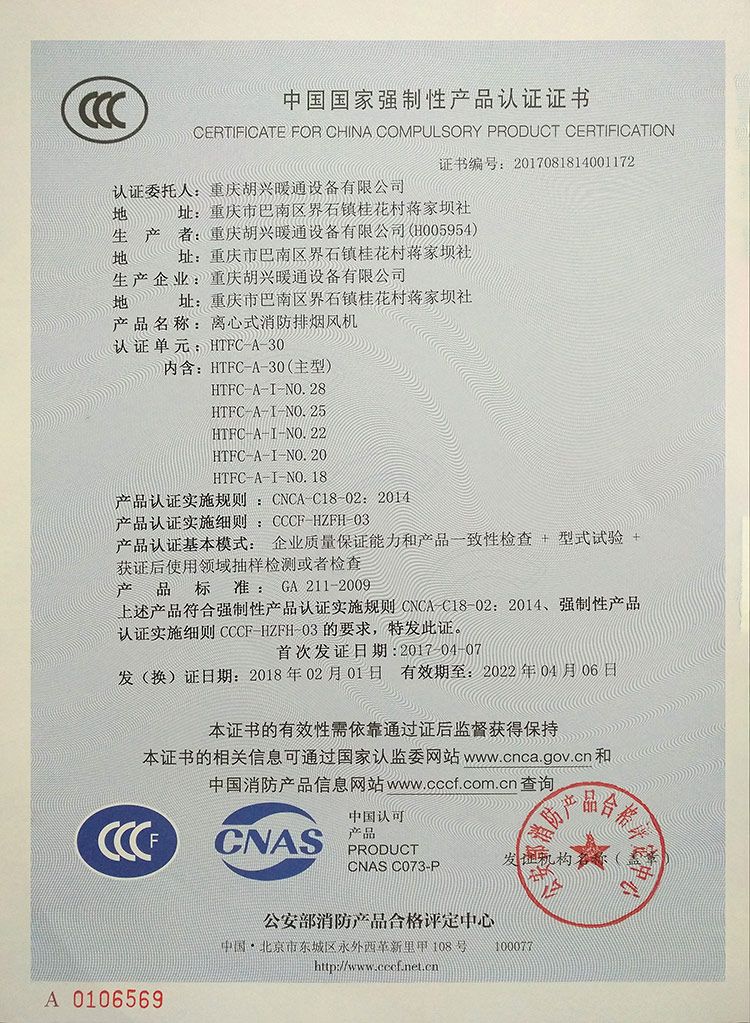 CCC
中国国家强制性产品认证证书
CERTIFICATE FOR CHINA COMPULSORY PRODUCT CERTIFICATION
证书编号：2017081814001172
认证委托人：重庆胡兴暖通设备有限公司
地 址：重庆市巴南区界石镇桂花村蒋家坝社
生 产 者：重庆胡兴暖通设备有限公司(H005954)
地 址：重庆市巴南区界石镇桂花村蒋家坝社
生产企业：重庆胡兴暖通设备有限公司
地 址：重庆市巴南区界石镇桂花村蒋家坝社
产品名称：离心式消防排烟风机
认证单元：HTFC-A-30
内含：HTFC-A-30(主型)
HTFC-A-I-NO.28
HTFC-A-I-NO.25
HTFC-A-I-NO.22
HTFC-A-I-NO.20
HTFC-A-I-NO.18
产品认证实施规则 ：CNCA-C18-02：2014
产品认证实施细则 ：CCCF-HZFH-03
产品认证基本模式： 企业质量保证能力和产品一致性检查 + 型式试验 +
获证后使用领域抽样检测或者检查
产 品 标 准 ： GA 211-2009
上述产品符合强制性产品认证实施规则 CNCA-C18-02：2014、强制性产品
认证实施细则 CCCF-HZFH-03 的要求，特发此证。
首次发证日期:2017-04-07
发（换）证日期：2018 年 02 月 01 日 有效期至：2022 年 04 月 06 日
本证书的有效性需依靠通过证后监督获得保持
本证书的相关信息可通过国家认监委网站 www.cnca.gov.cn 和
中国消防产品信息网站 www.cccf.com.cn 查询
CCCF
CNAS
中国认可
产品
PRODUCT
CNAS C073-P
公安部消防产品合格评定中心
发证机构名称（盖章）
公安部消防产品合格评定中心
中国·北京市东城区永外西革新里甲 108 号 100077
http://www.cccf.net.cn
A 0106569